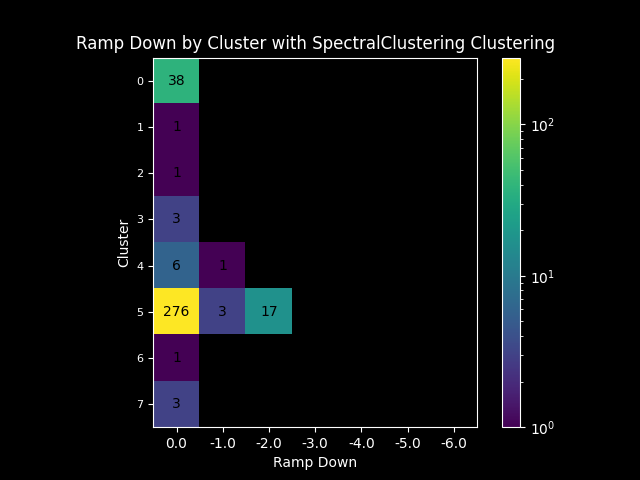 Ramp Down by Cluster with SpectralClustering Clustering
Cluster
0 38
1 1
2 1
3 3
4 6 1
5 276 3 17
6 1
7 3
0.0 -1.0 -2.0 -3.0 -4.0 -5.0 -6.0
Ramp Down
10²
10¹
10⁰